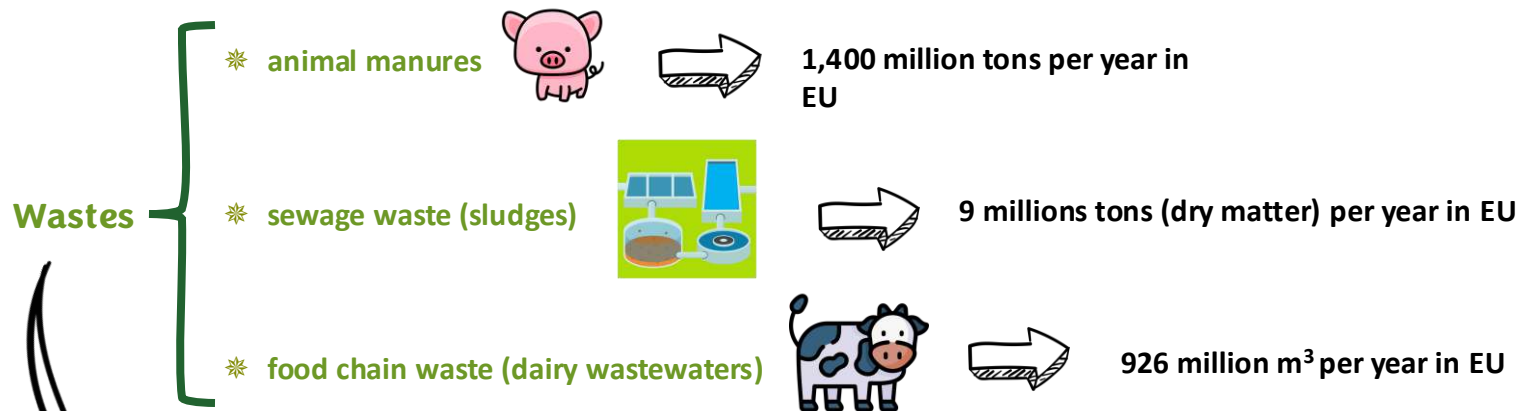 animal manures
1,400 million tons per year in
EU
Wastes
sewage waste (sludges)
9 millions tons (dry matter) per year in EU
food chain waste (dairy wastewaters)
926 million m³ per year in EU